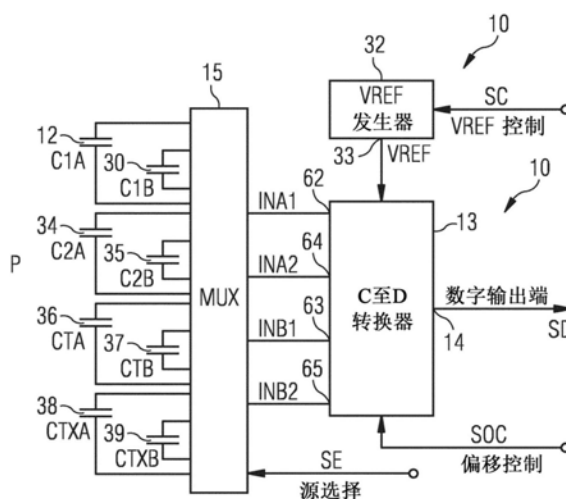 10
32
15
VREF
发生器
SC
VREF 控制
12
C1A
30
C1B
33
VREF
10
62
INA1
13
34
C2A
35
C2B
64
INA2
P
MUX
C至D
转换器
数字输出端
SD
14
36
CTA
37
CTB
63
INB1
38
CTXA
39
CTXB
65
INB2
SOC
偏移控制
SE
源选择